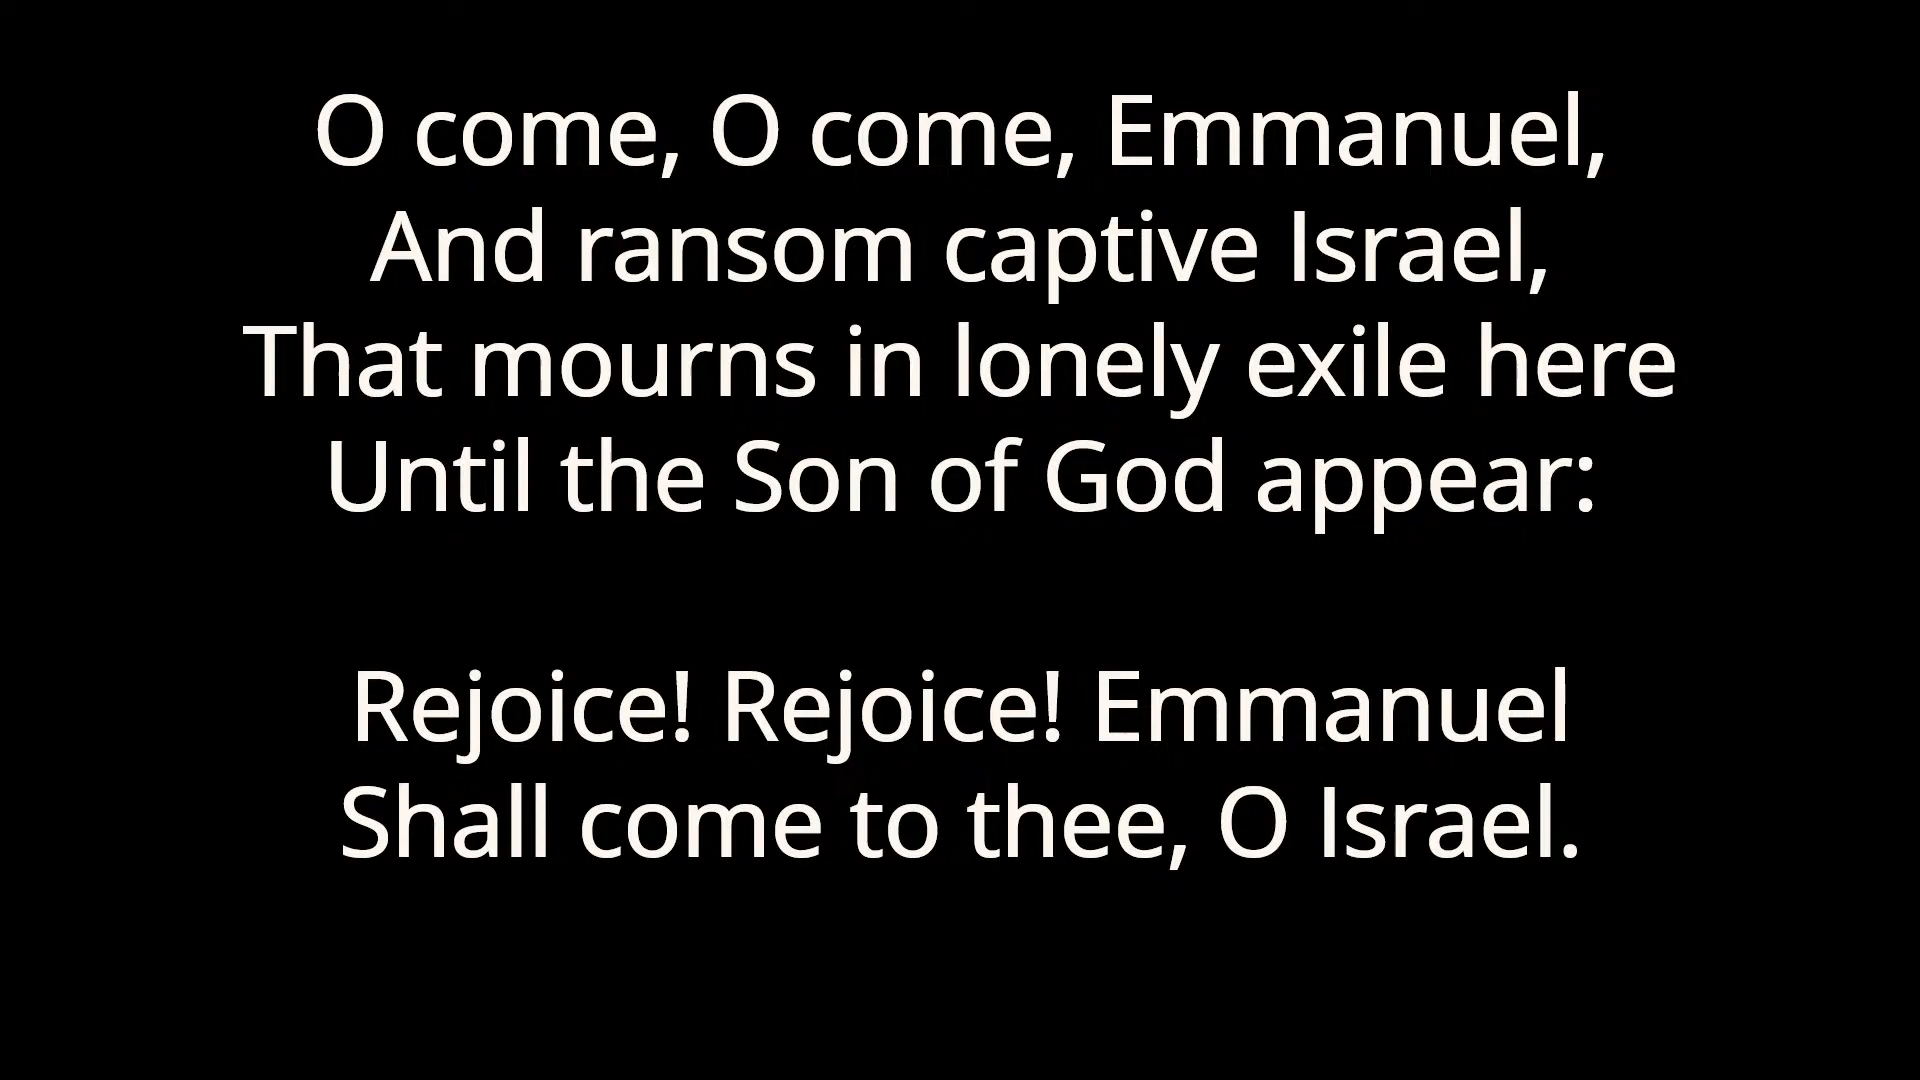 O come, O come, Emmanuel,
And ransom captive Israel,
That mourns in lonely exile here
Until the Son of God appear:
Rejoice! Rejoice! Emmanuel
Shall come to thee, O Israel.